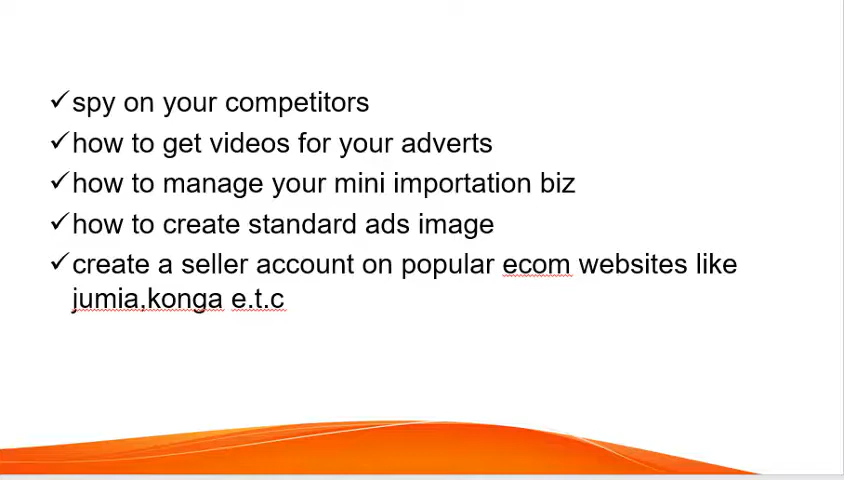 ✓spy on your competitors
✓how to get videos for your adverts
✓how to manage your mini importation biz
✓how to create standard ads image
✓create a seller account on popular ecom websites like
jumia,konga e.t.c